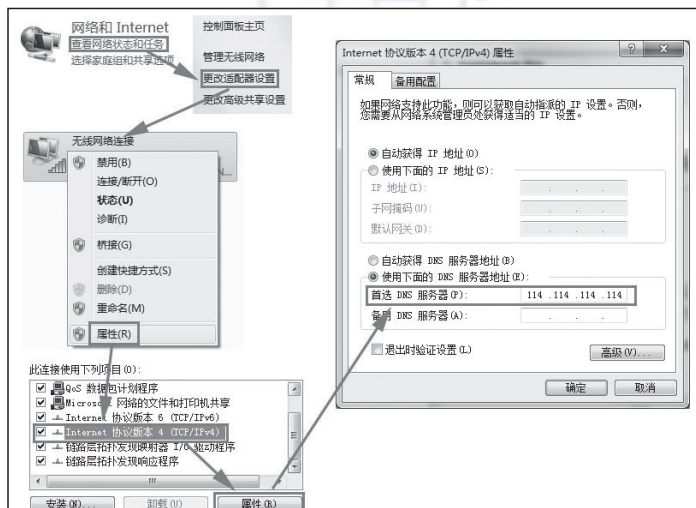 网络和 Internet
查看网络状态和任务
选择家庭组和共享选项
控制面板主页
管理无线网络
更改适配器设置
更改高级共享设置
无线网络连接
禁用(B)
连接/断开(O)
状态(U)
诊断(I)
桥接(G)
创建快捷方式(S)
删除(D)
重命名(M)
属性(R)
此连接使用下列项目(O):
QoS 数据包计划程序
Microsoft 网络的文件和打印机共享
Internet 协议版本 6 (TCP/IPv6)
Internet 协议版本 4 (TCP/IPv4)
链路层拓扑发现映射器 I/O 驱动程序
链路层拓扑发现响应程序
安装(N)...
卸载(U)
属性(R)
Internet 协议版本 4 (TCP/IPv4) 属性
常规
备用配置
如果网络支持此功能，则可以获取自动指派的 IP 设置。否则，
您需要从网络系统管理员处获得适当的 IP 设置。
自动获得 IP 地址(O)
使用下面的 IP 地址(S):
IP 地址(I):
子网掩码(U):
默认网关(D):
自动获得 DNS 服务器地址(B)
使用下面的 DNS 服务器地址(E):
首选 DNS 服务器(P):
114 .114 .114 .114
备用 DNS 服务器(A):
退出时验证设置(L)
高级(V)...
确定
取消